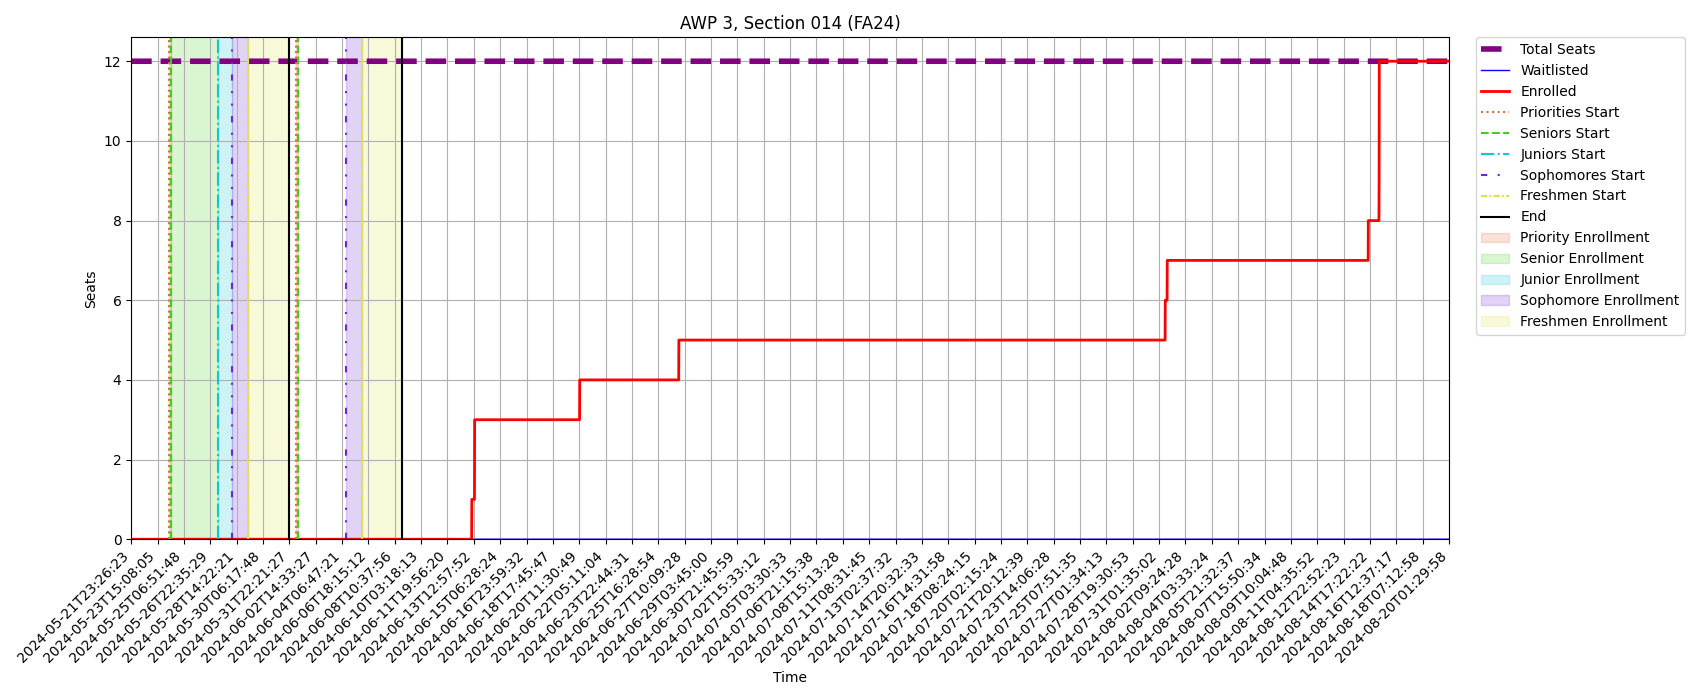 AWP 3, Section 014 (FA24)
Seats
12
10
8
6
4
2
0
2024-05-21T23:26:23
2024-05-23T15:08:05
2024-05-25T06:51:48
2024-05-26T22:35:29
2024-05-28T14:22:21
2024-05-30T06:17:48
2024-05-31T22:21:27
2024-06-02T14:33:27
2024-06-04T06:47:21
2024-06-06T18:15:12
2024-06-08T10:37:56
2024-06-10T03:18:13
2024-06-11T19:56:20
2024-06-13T12:57:52
2024-06-15T06:28:24
2024-06-16T23:59:32
2024-06-18T17:45:47
2024-06-20T11:30:49
2024-06-22T05:11:04
2024-06-23T22:44:31
2024-06-25T16:28:54
2024-06-27T10:09:28
2024-06-29T03:45:00
2024-06-30T21:45:59
2024-07-02T15:33:12
2024-07-05T03:30:33
2024-07-06T21:15:38
2024-07-08T15:13:28
2024-07-11T08:31:45
2024-07-13T02:37:32
2024-07-14T20:32:33
2024-07-16T14:31:58
2024-07-18T08:24:15
2024-07-20T02:15:24
2024-07-21T20:12:39
2024-07-23T14:06:28
2024-07-25T07:51:35
2024-07-27T01:34:13
2024-07-28T19:30:53
2024-07-31T01:35:02
2024-08-02T09:24:28
2024-08-04T03:33:24
2024-08-05T21:32:37
2024-08-07T15:50:34
2024-08-09T10:04:48
2024-08-11T04:35:52
2024-08-12T22:52:23
2024-08-14T17:22:22
2024-08-16T12:37:17
2024-08-18T07:12:58
2024-08-20T01:29:58
Time
Total Seats
Waitlisted
Enrolled
Priorities Start
Seniors Start
Juniors Start
Sophomores Start
Freshmen Start
End
Priority Enrollment
Senior Enrollment
Junior Enrollment
Sophomore Enrollment
Freshmen Enrollment